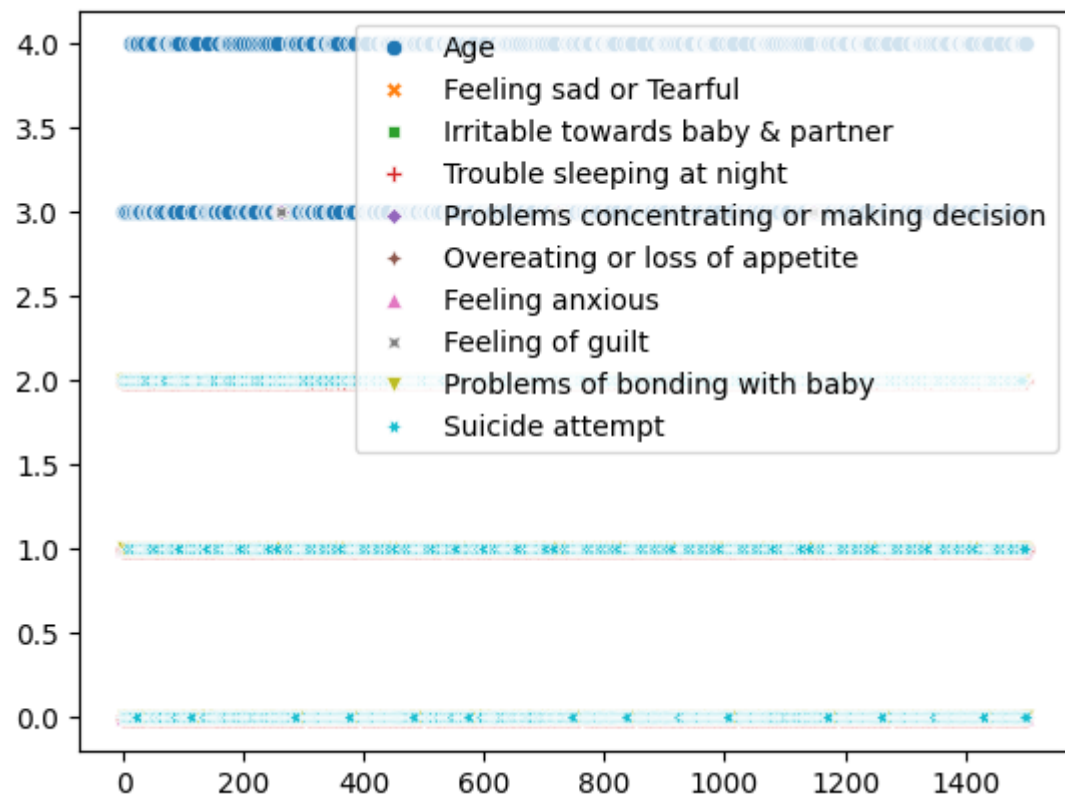 4.0
3.5
3.0
2.5
2.0
1.5
1.0
0.5
0.0
Age
Feeling sad or Tearful
Irritable towards baby & partner
Trouble sleeping at night
Problems concentrating or making decision
Overeating or loss of appetite
Feeling anxious
Feeling of guilt
Problems of bonding with baby
Suicide attempt
0 200 400 600 800 1000 1200 1400